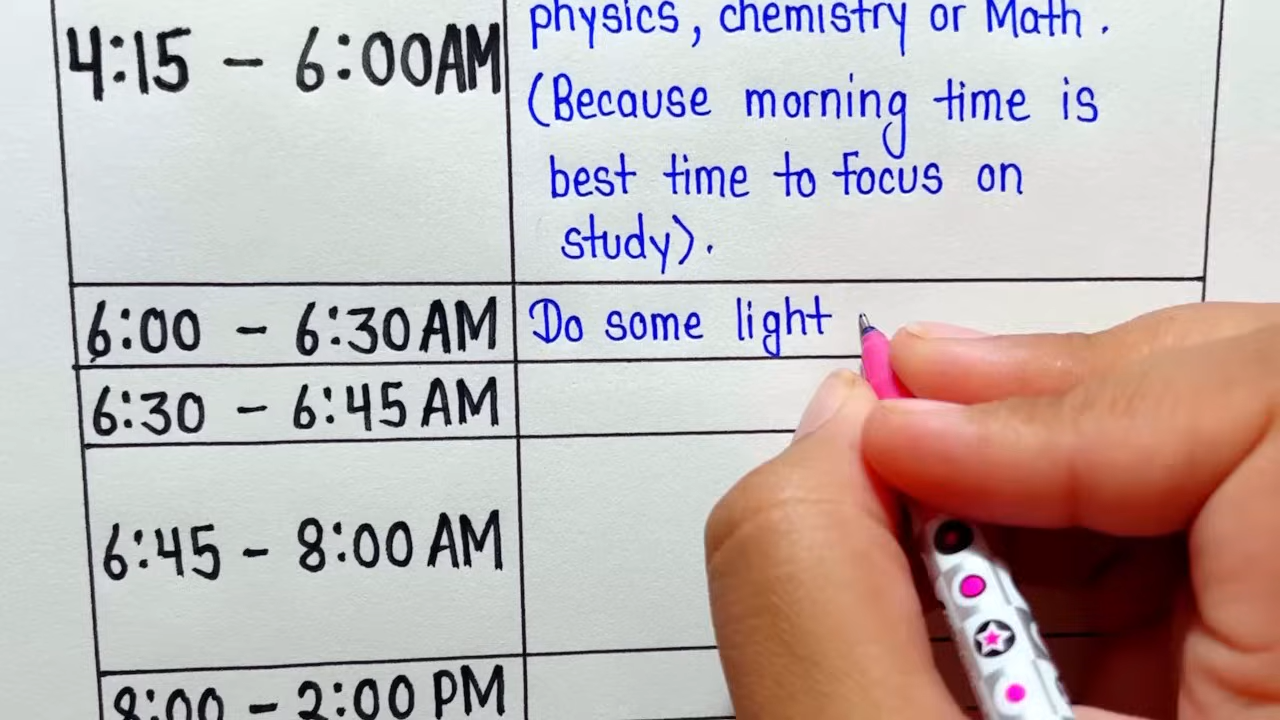 physics, chemistry or Math.
4:15 - 6:00AM
(Because morning time is
best time to focus on
study).
6:00 - 6:30 AM Do some light
6:30 - 6:45 AM
6:45 - 8:00 AM
8:00 - 2:00 PM